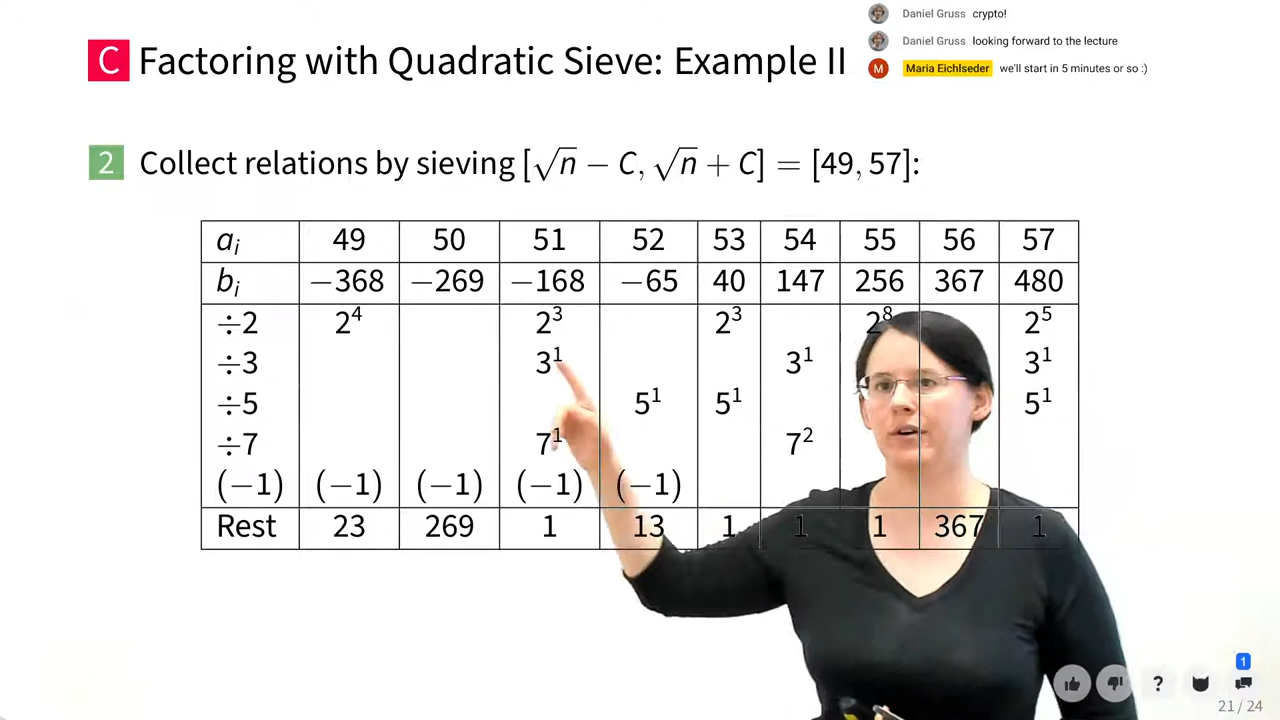 Daniel Gruss crypto!
Daniel Gruss looking forward to the lecture
M Maria Eichlseder we'll start in 5 minutes or so :)
C Factoring with Quadratic Sieve: Example II
2 Collect relations by sieving [√n − C, √n + C] = [49, 57]:
aᵢ 49 50 51 52 53 54 55 56 57
bᵢ −368 −269 −168 −65 40 147 256 367 480
÷2 2⁴ 2³ 2³ 2⁸ 2⁵
÷3 3¹ 3¹ 3¹
÷5 5¹ 5¹ 5¹
÷7 7¹ 7²
(−1) (−1) (−1) (−1) (−1)
Rest 23 269 1 13 1 1 1 367 1
?
1
21 / 24